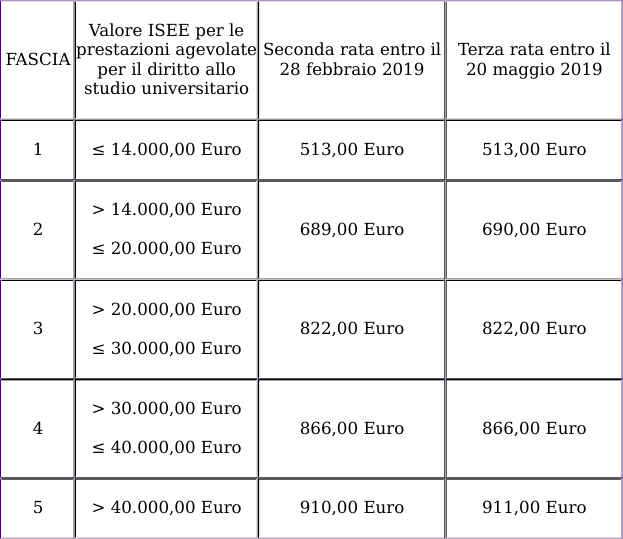 FASCIA
Valore ISEE per le
prestazioni agevolate
per il diritto allo
studio universitario
Seconda rata entro il
28 febbraio 2019
Terza rata entro il
20 maggio 2019
1
≤ 14.000,00 Euro
513,00 Euro
513,00 Euro
2
> 14.000,00 Euro
≤ 20.000,00 Euro
689,00 Euro
690,00 Euro
3
> 20.000,00 Euro
≤ 30.000,00 Euro
822,00 Euro
822,00 Euro
4
> 30.000,00 Euro
≤ 40.000,00 Euro
866,00 Euro
866,00 Euro
5
> 40.000,00 Euro
910,00 Euro
911,00 Euro